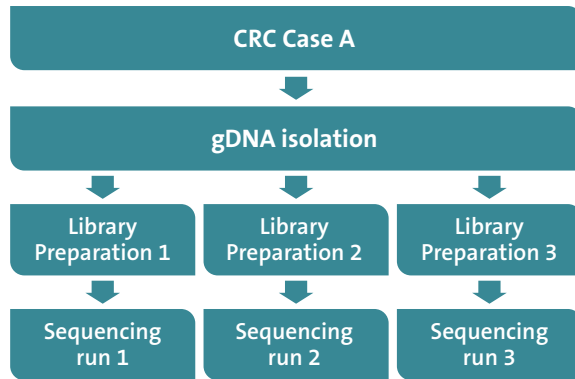 CRC Case A
gDNA isolation
Library
Preparation 1
Library
Preparation 2
Library
Preparation 3
Sequencing
run 1
Sequencing
run 2
Sequencing
run 3